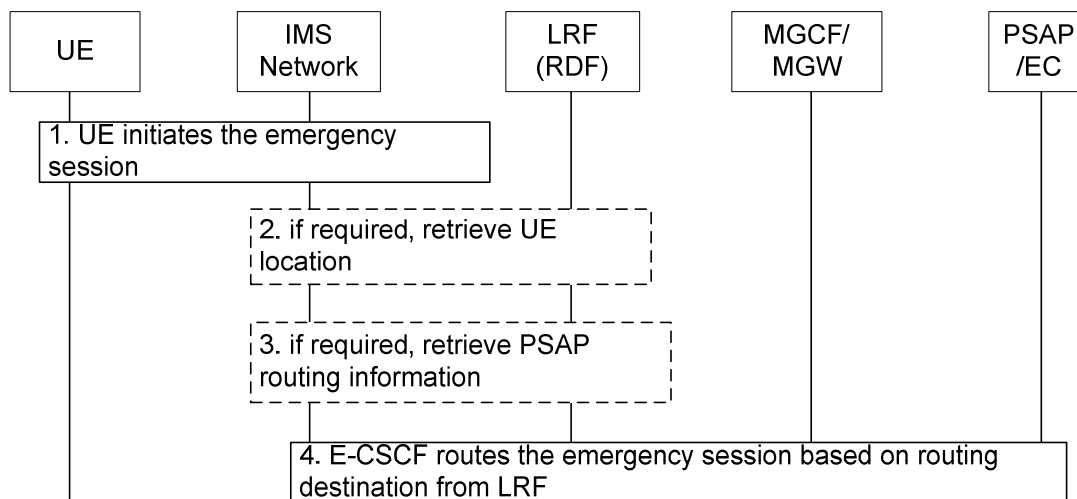 UE
IMS
Network
LRF
(RDF)
MGCF/
MGW
PSAP
/EC
1. UE initiates the emergency
session
2. if required, retrieve UE
location
3. if required, retrieve PSAP
routing information
4. E-CSCF routes the emergency session based on routing
destination from LRF